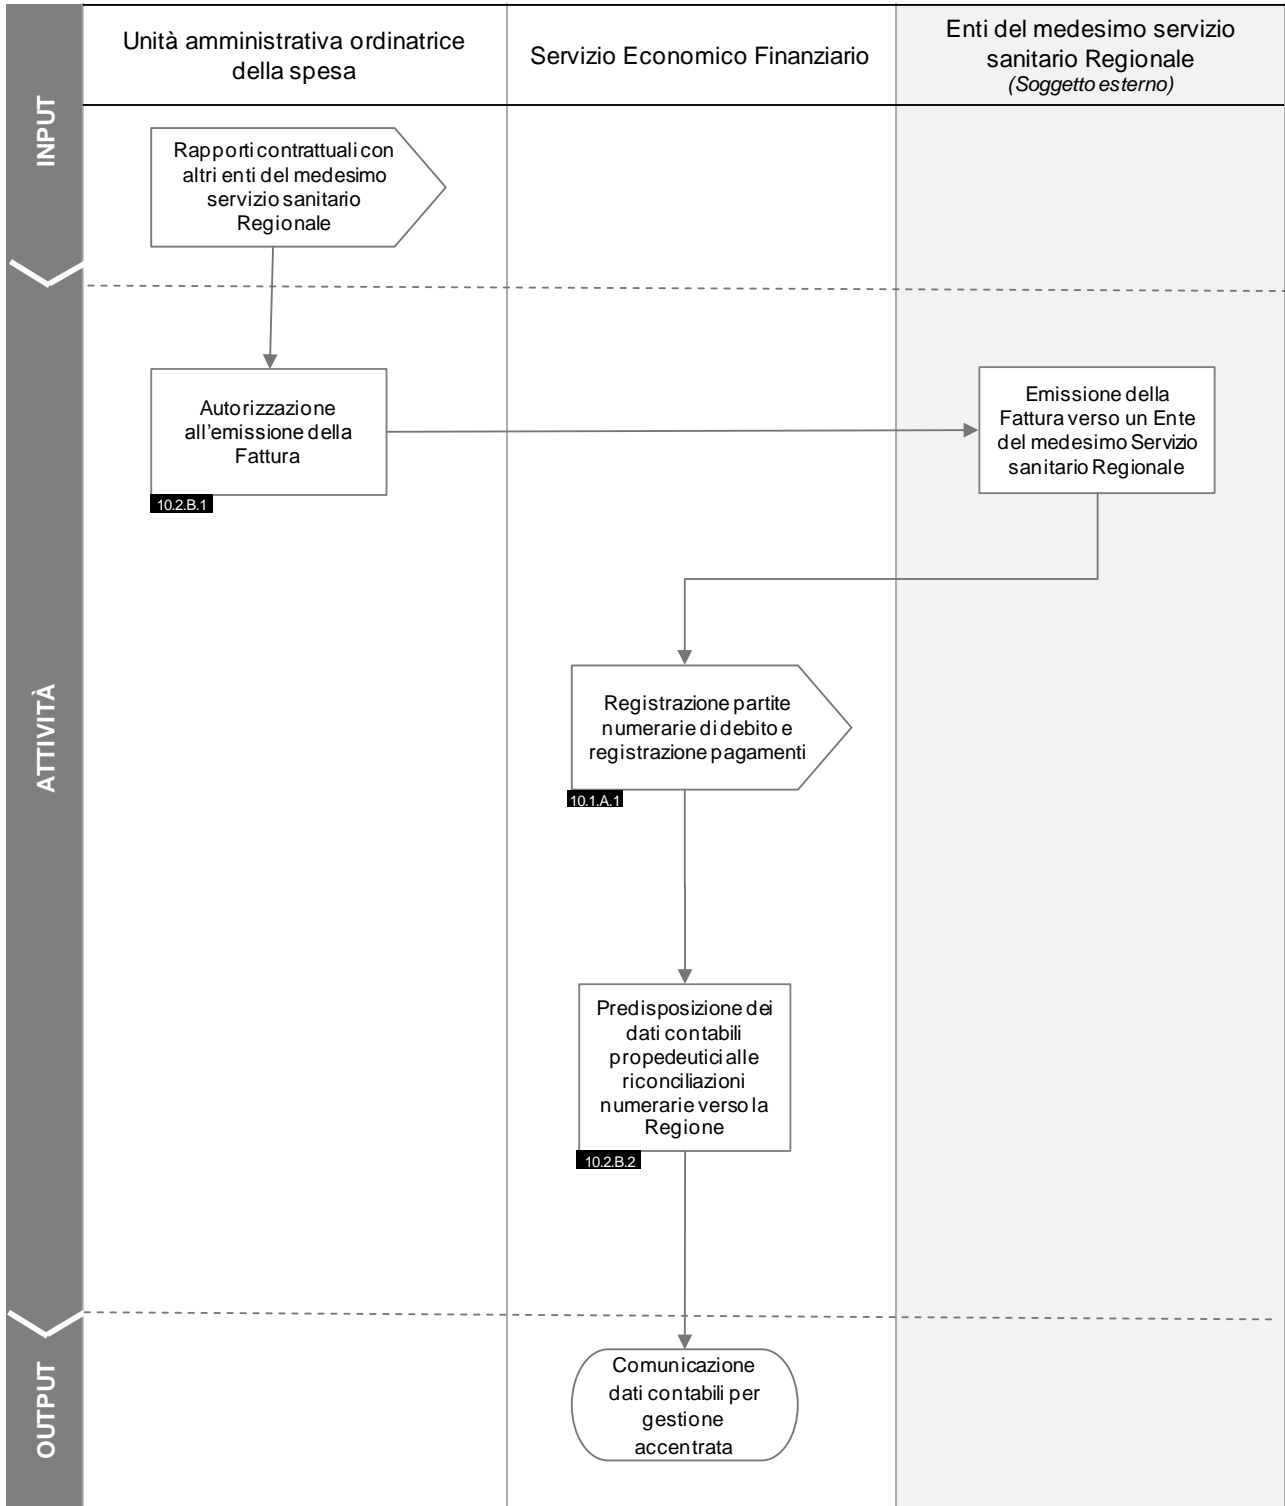 Unità amministrativa ordinatrice
della spesa
Servizio Economico Finanziario
Enti del medesimo servizio
sanitario Regionale
(Soggetto esterno)
INPUT
Rapporti contrattuali con
altri enti del medesimo
servizio sanitario
Regionale
ATTIVITÀ
Autorizzazione
all'emissione della
Fattura
10.2.B.1
Emissione della
Fattura verso un Ente
del medesimo Servizio
sanitario Regionale
Registrazione partite
numerarie di debito e
registrazione pagamenti
10.1.A.1
Predisposizione dei
dati contabili
propedeutici alle
riconciliazioni
numerarie verso la
Regione
10.2.B.2
OUTPUT
Comunicazione
dati contabili per
gestione
accentrata